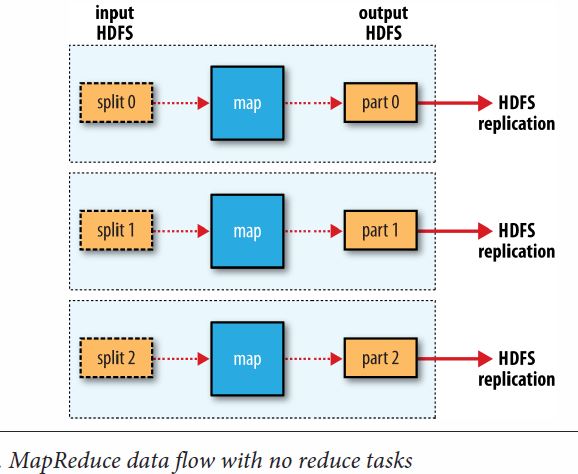 input
HDFS
output
HDFS
split 0
map
part 0
HDFS
replication
split 1
map
part 1
HDFS
replication
split 2
map
part 2
HDFS
replication
. MapReduce data flow with no reduce tasks